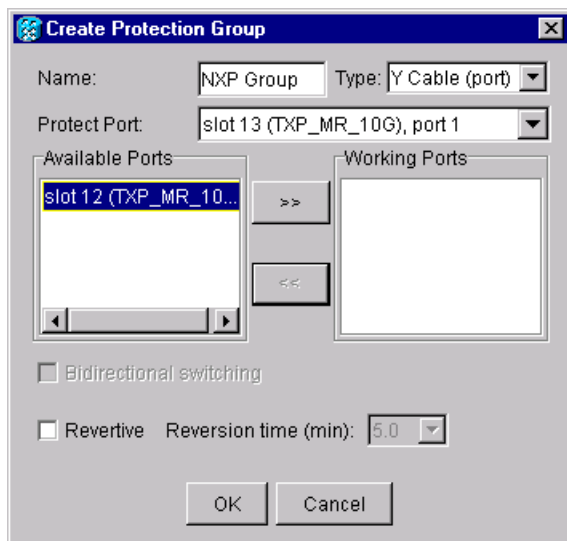 Create Protection Group
Name: NXP Group Type: Y Cable (port)
Protect Port: slot 13 (TXP_MR_10G), port 1
Available Ports Working Ports
slot 12 (TXP_MR_10...
>>
<<
Bidirectional switching
Revertive Reversion time (min): 5.0
OK Cancel